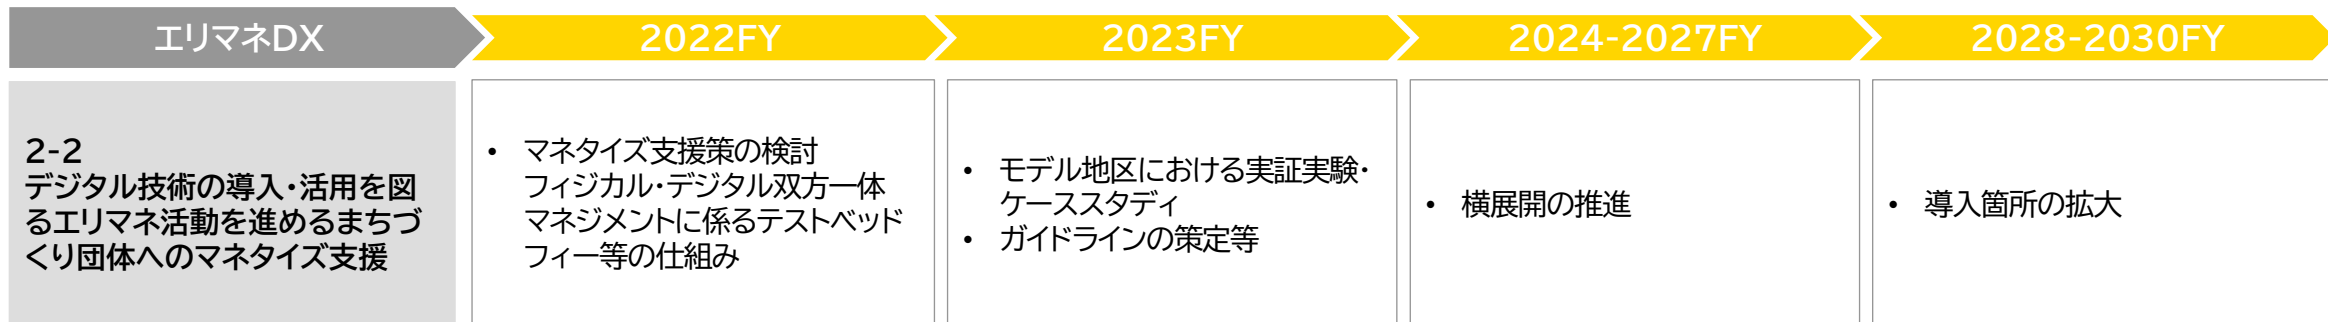 エリマネDX
2022FY
2023FY
2024-2027FY
2028-2030FY
2-2
デジタル技術の導入・活用を図
るエリマネ活動を進めるまちづ
くり団体へのマネタイズ支援
• マネタイズ支援策の検討
フィジカル・デジタル双方一体
マネジメントに係るテストベッド
フィー等の仕組み
• モデル地区における実証実験・
ケーススタディ
• ガイドラインの策定等
• 横展開の推進
• 導入箇所の拡大